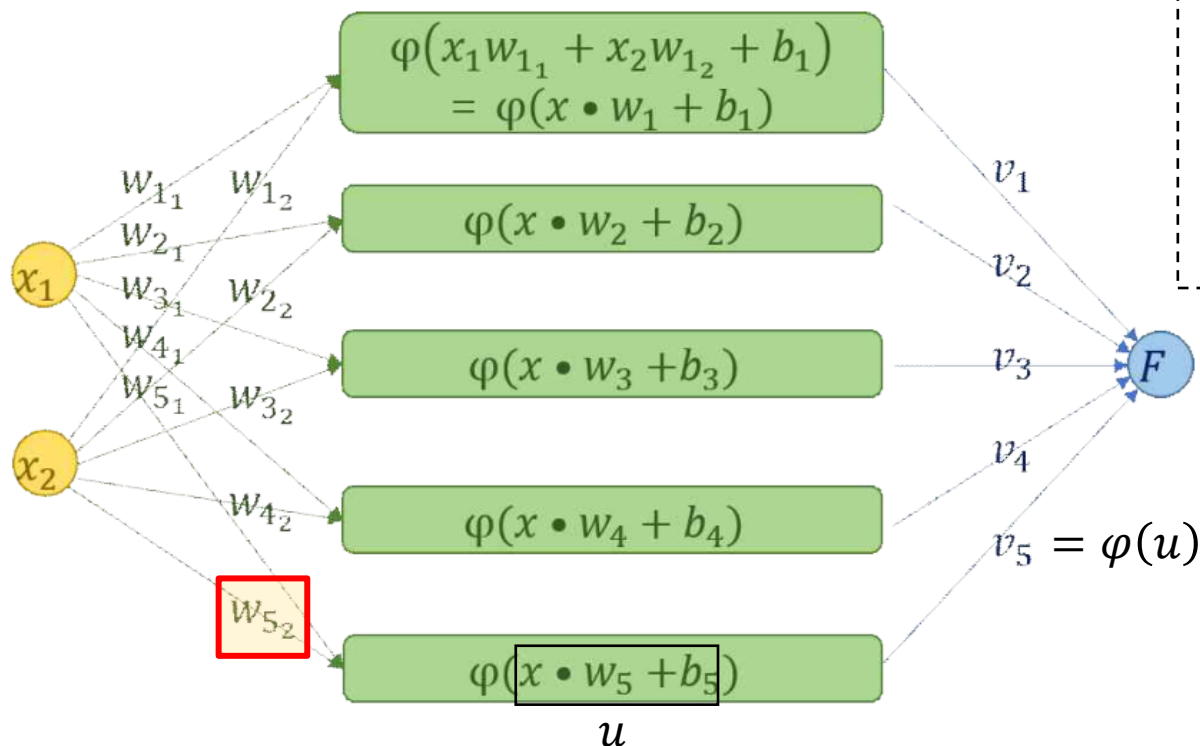 φ(x₁w₁₁ + x₂w₁₂ + b₁)
= φ(x • w₁ + b₁)
w₁₁
w₁₂
v₁
w₂₁
φ(x • w₂ + b₂)
x₁
w₃₁
w₂₂
v₂
w₄₁
φ(x • w₃ +b₃)
v₃
F
w₅₁
w₃₂
x₂
v₄
w₄₂
φ(x • w₄ + b₄)
v₅ = φ(u)
w₅₂
φ(x • w₅ +b₅)
u